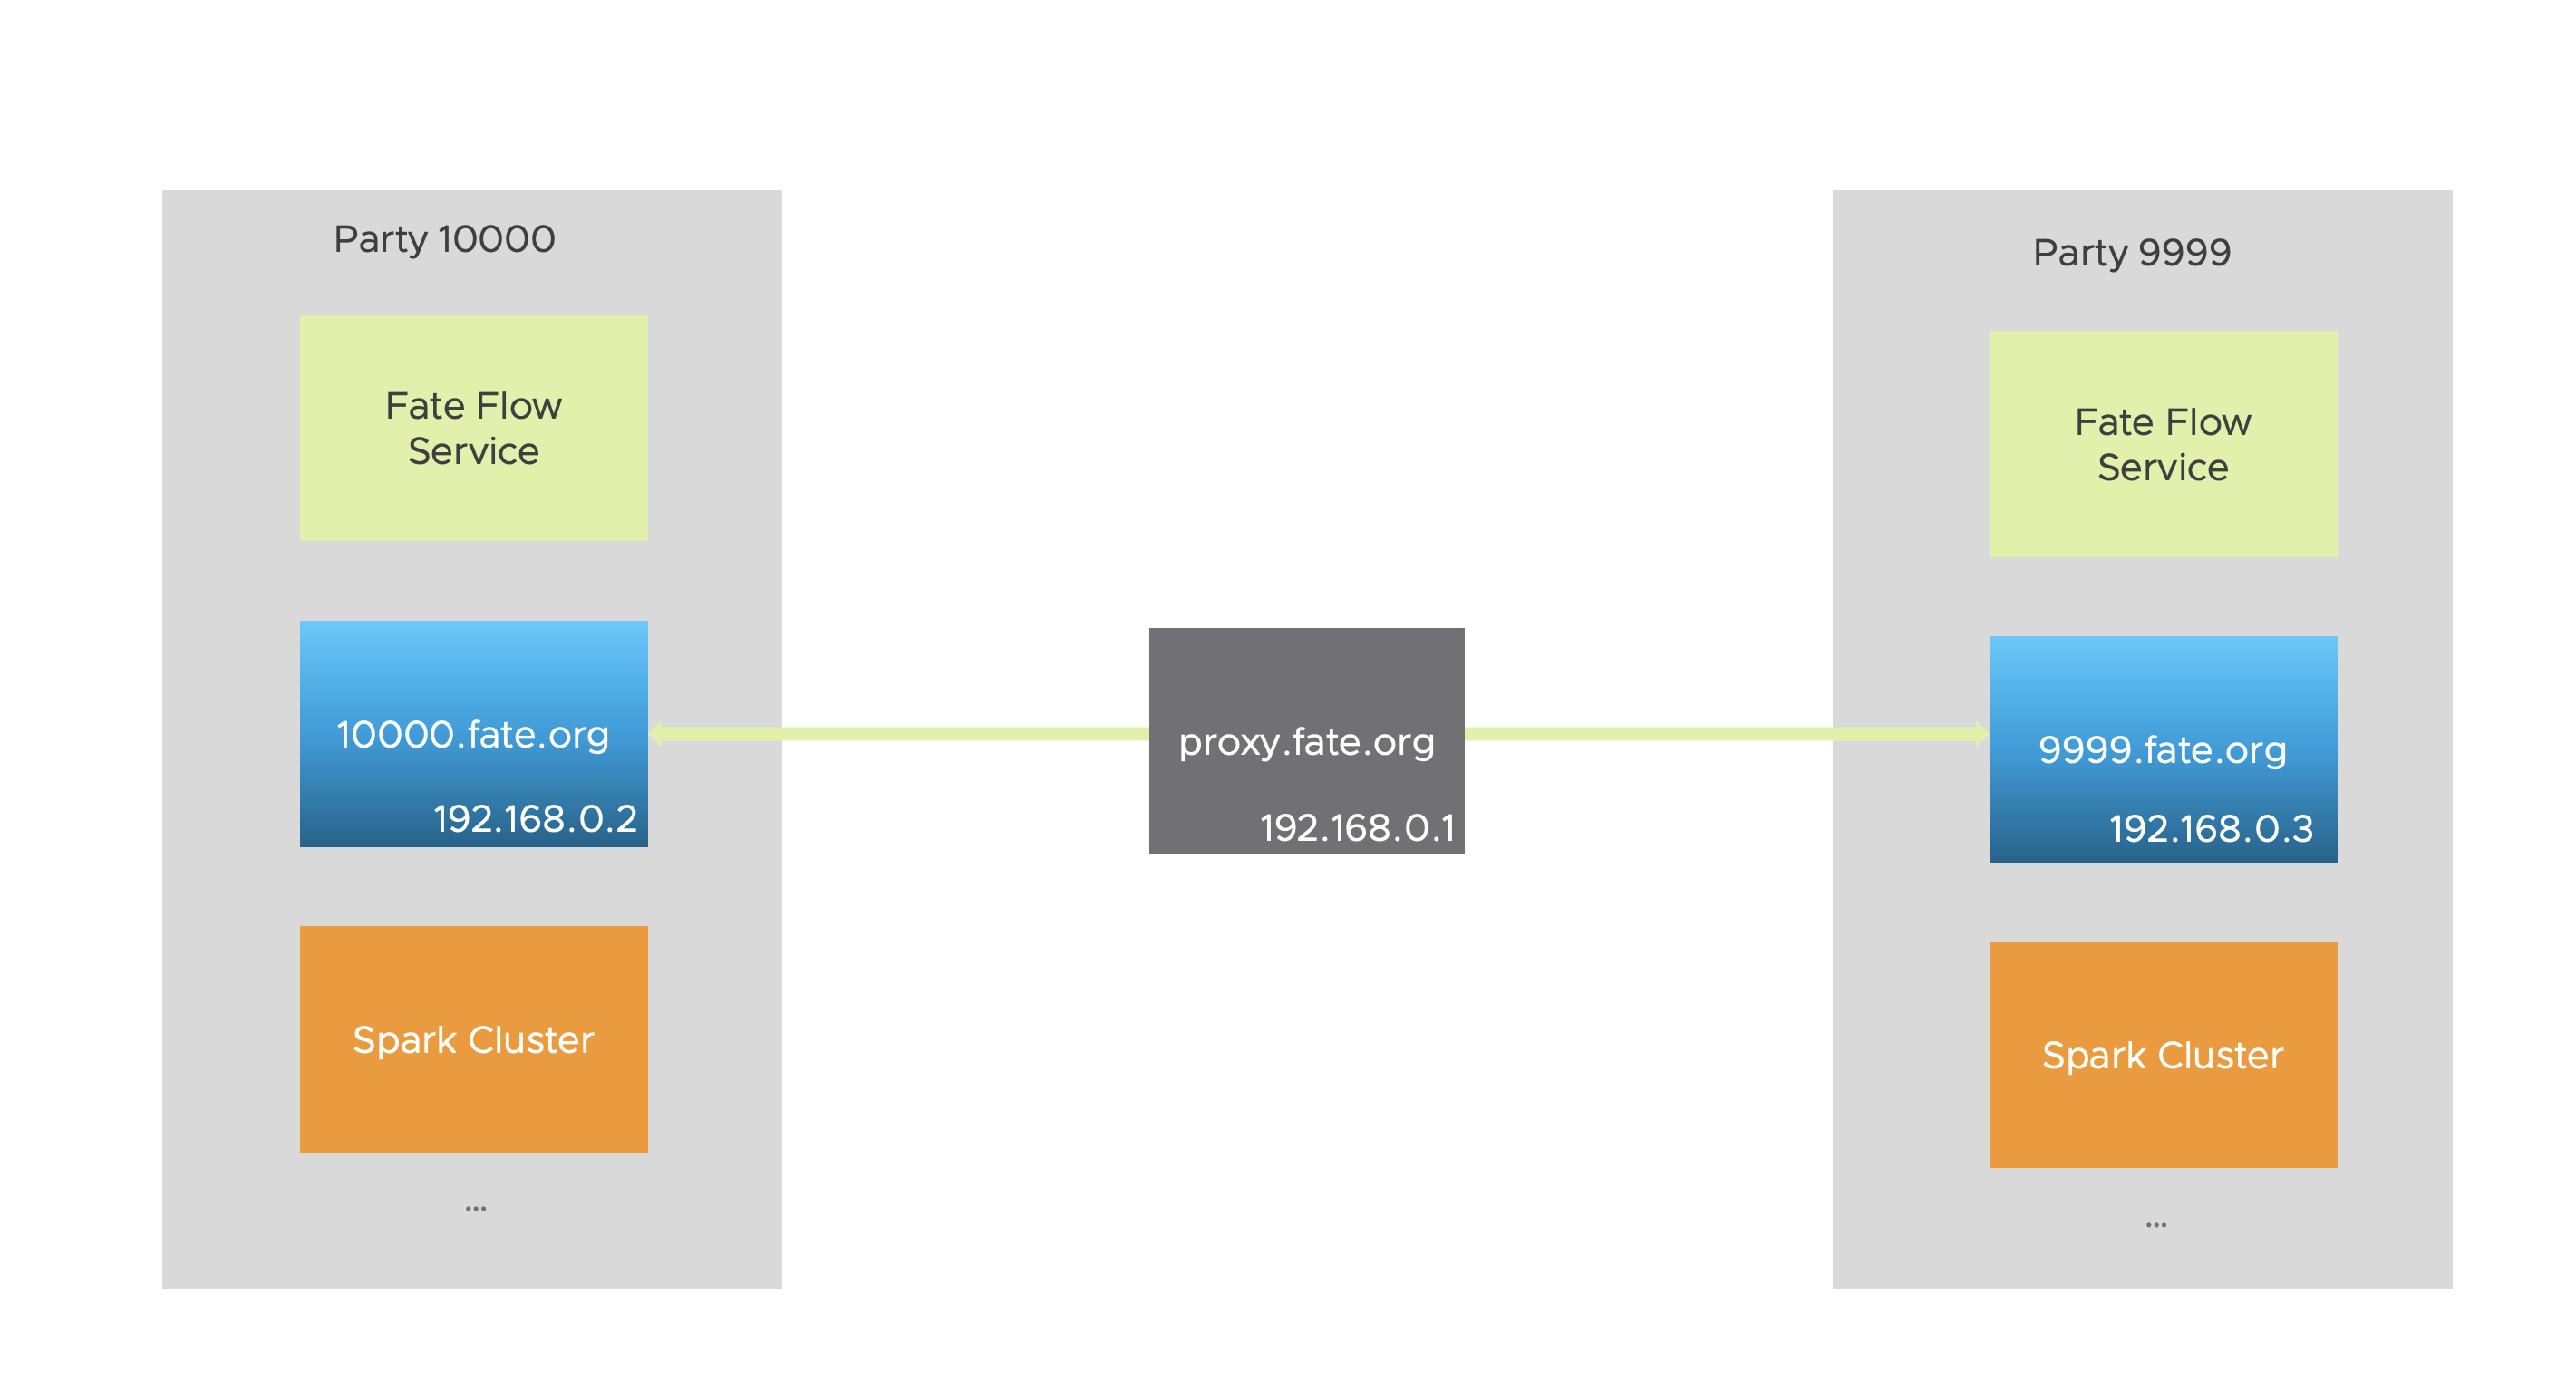 Party 10000
Fate Flow
Service
10000.fate.org
192.168.0.2
Spark Cluster
...
proxy.fate.org
192.168.0.1
Party 9999
Fate Flow
Service
9999.fate.org
192.168.0.3
Spark Cluster
...